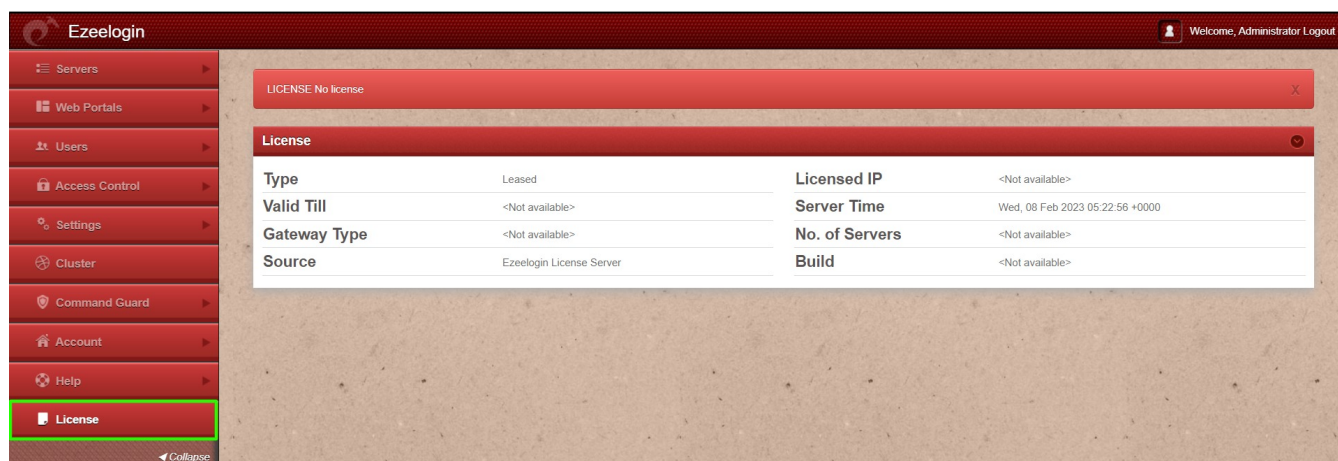 Ezeelogin
Welcome, Administrator Logout
Servers
Web Portals
Users
Access Control
Settings
Cluster
Command Guard
Account
Help
License
Collapse
LICENSE No license X
License
Type Leased Licensed IP <Not available>
Valid Till <Not available> Server Time Wed, 08 Feb 2023 05:22:56 +0000
Gateway Type <Not available> No. of Servers <Not available>
Source Ezeelogin License Server Build <Not available>